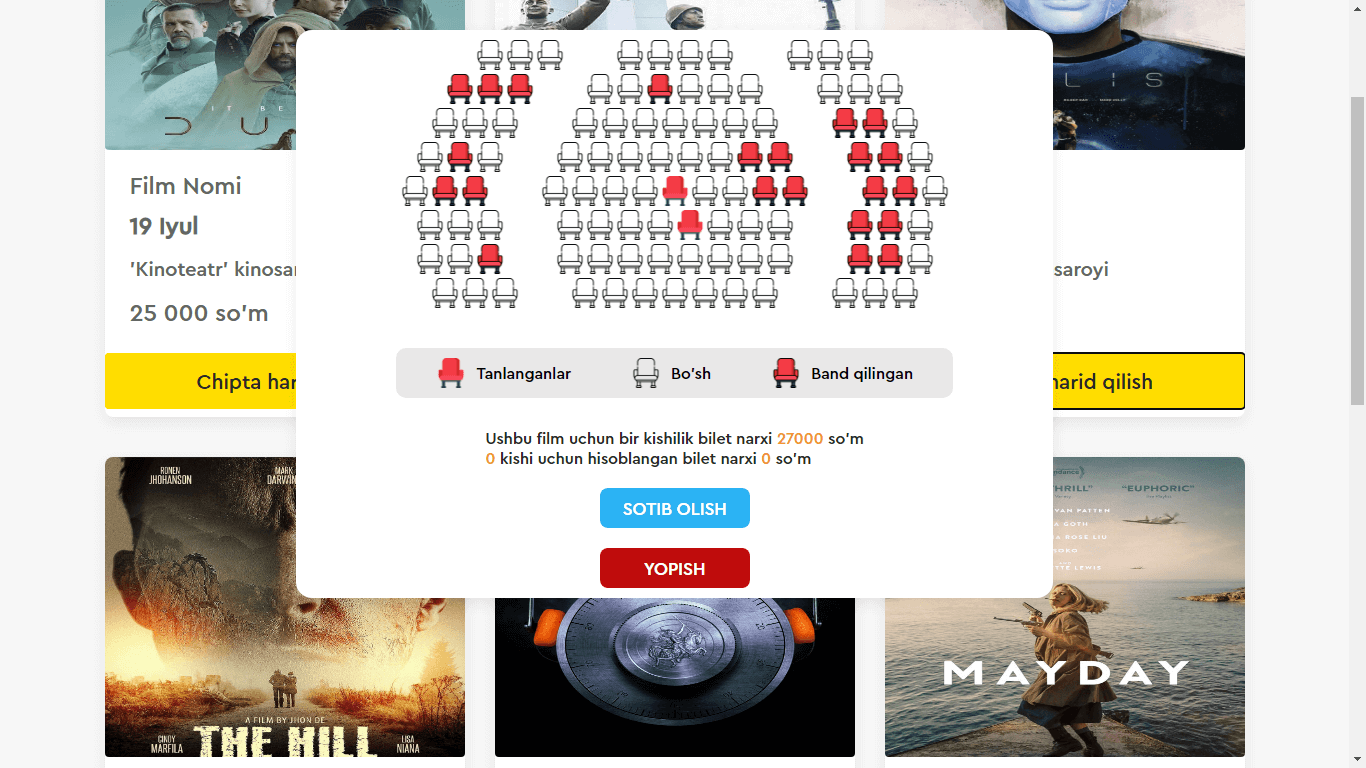 IT BE
DU
LIS
Film Nomi
19 Iyul
'Kinoteatr' kinosar
saroyi
25 000 so'm
Chipta har
harid qilish
Tanlanganlar
Bo'sh
Band qilingan
Ushbu film uchun bir kishilik bilet narxi 27000 so'm
0 kishi uchun hisoblangan bilet narxi 0 so'm
SOTIB OLISH
YOPISH
RONEN
JHOHANSON
MARK
DARWIN
THRILL"
"EUPHORIC"
VAN PATTEN
A GOTH
A ROSE LIU
SORO
TTE LEWIS
MAYDAY
A FILM BY JHON DE
CINDY
MARFILA
THE HILL
LISA
NIANA